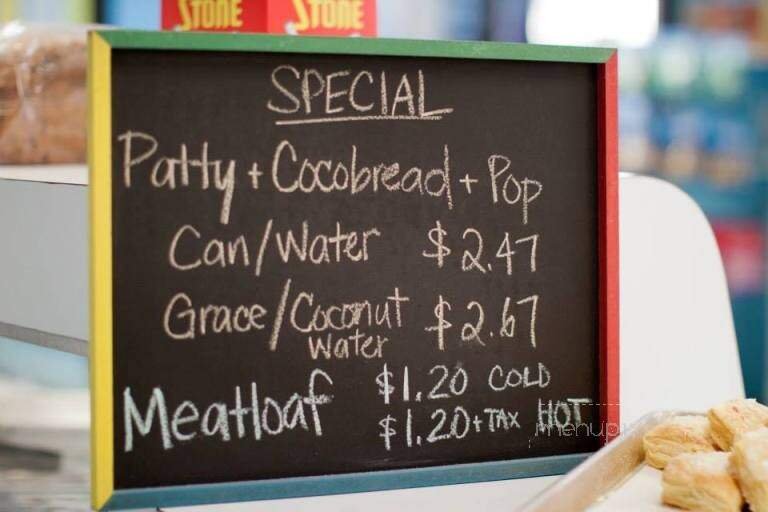 STONE STONE
SPECIAL
Patty + Cocobread + Pop
Can/Water $2.47
Grace/Coconut Water $2.67
Meatloaf $1.20 COLD
$1.20 + TAX HOT
menupix